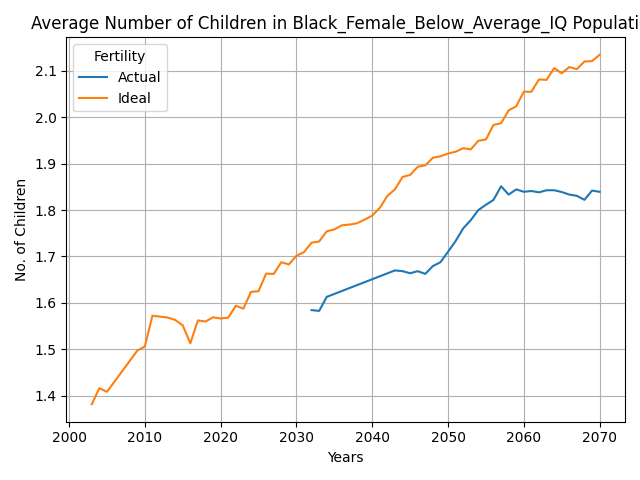 Average Number of Children in Black_Female_Below_Average_IQ Populati
Fertility
Actual
Ideal
2.1
2.0
1.9
1.8
1.7
1.6
1.5
1.4
No. of Children
2000 2010 2020 2030 2040 2050 2060 2070
Years